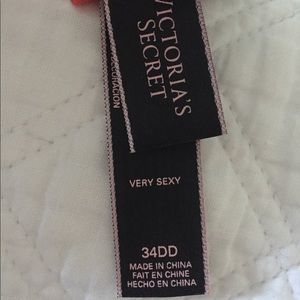 VICTORIA'S
SECRET
VERY SEXY
34DD
MADE IN CHINA
FAIT EN CHINE
HECHO EN CHINA